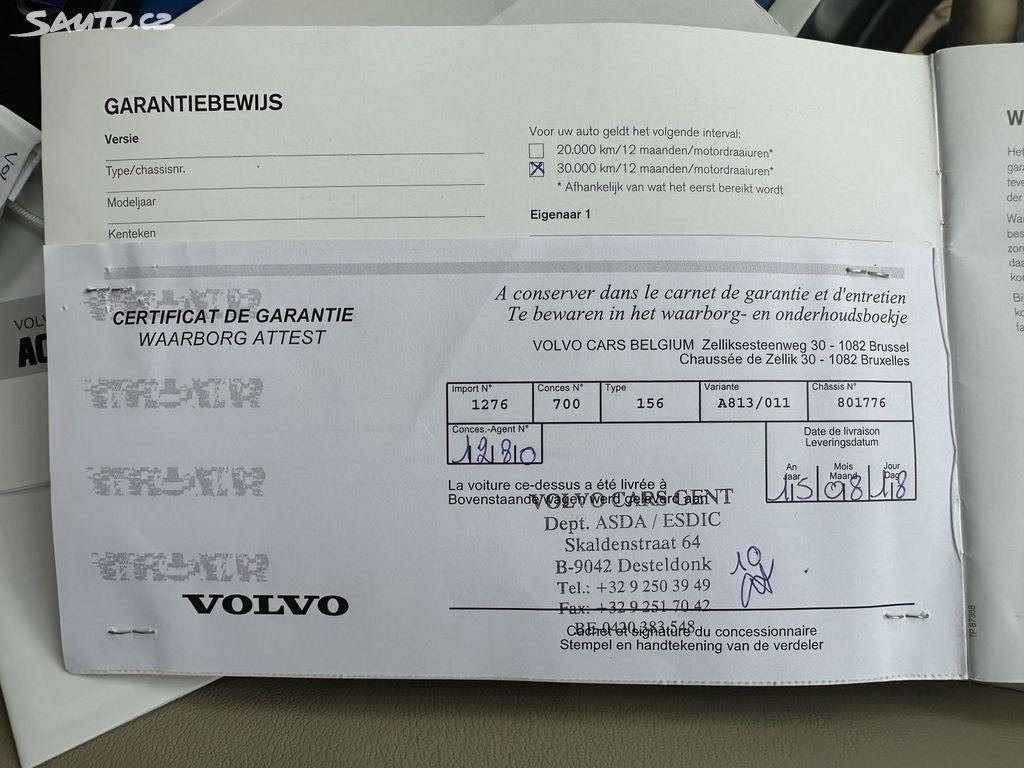 Sauto.cz
GARANTIEBEWIJS
Versie
Type/chassisnr.
Modeljaar
Kenteken
Voor uw auto geldt het volgende interval:
20.000 km/12 maanden/motordraaiuren*
30.000 km/12 maanden/motordraaiuren*
* Afhankelijk van wat het eerst bereikt wordt
Eigenaar 1
CERTIFICAT DE GARANTIE
WAARBORG ATTEST
A conserver dans le carnet de garantie et d'entretien
Te bewaren in het waarborg- en onderhoudsboekje
VOLVO CARS BELGIUM Zelliksesteenweg 30 - 1082 Brussel
Chaussée de Zellik 30 - 1082 Bruxelles
Import N° Conces N° Type Variante Châssis N°
1276 700 156 A813/011 801776
Conces.-Agent N°
1280
Date de livraison
Leveringsdatum
An Mois Jour
Jaar Maand Dag
15 08 18
La voiture ce-dessus a été livrée à
Bovenstaande wagen werd geleverd aan
VOLVO CARS GENT
Dept. ASDA / ESDIC
Skaldenstraat 64
B-9042 Desteldonk
Tel.: +32 9 250 39 49
Fax: +32 9 251 70 42
BE 0420.383.548
Cachet et signature du concessionnaire
Stempel en handtekening van de verdeler
VOLVO
TP 87368